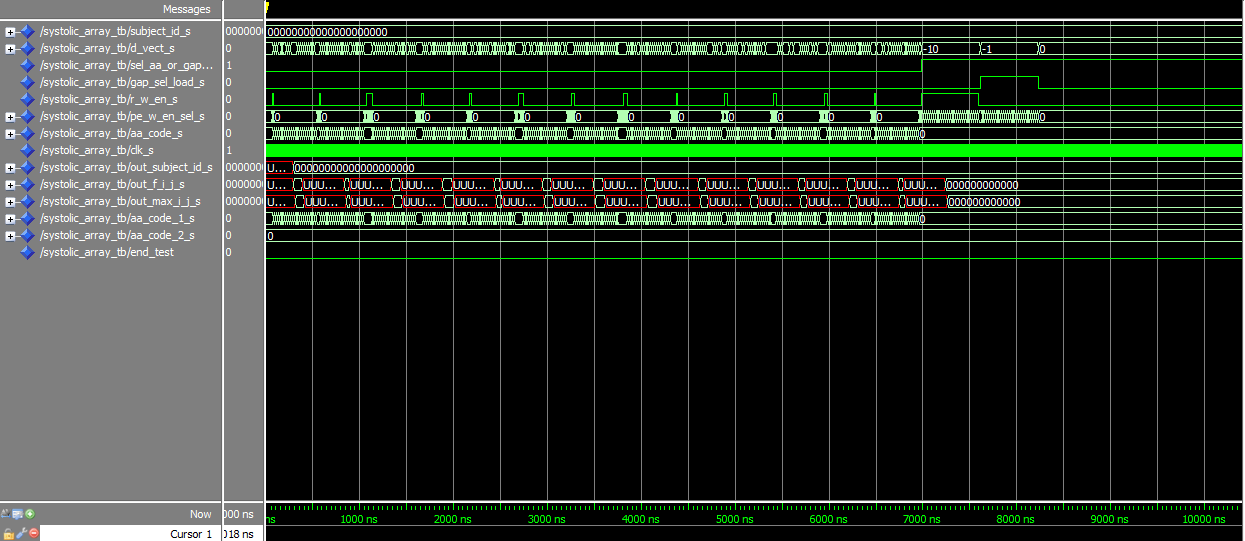 Messages
/systolic_array_tb/subject_id_s 0000000 00000000000000000000
/systolic_array_tb/d_vect_s 0 -10 -1 0
/systolic_array_tb/sel_aa_or_gap... 1
/systolic_array_tb/gap_sel_load_s 0
/systolic_array_tb/r_w_en_s 0
/systolic_array_tb/pe_w_en_sel_s 0 0 0 0 0 0 0 0 0 0 0 0 0 0 0
/systolic_array_tb/aa_code_s 0 0
/systolic_array_tb/clk_s 1
/systolic_array_tb/out_subject_id_s 0000000 U... 00000000000000000000
/systolic_array_tb/out_f_i_j_s 0000000 U... UUU... UUU... UUU... UUU... UUU... UUU... UUU... UUU... UUU... UUU... UUU... UUU... UUU... 000000000000
/systolic_array_tb/out_max_i_j_s 0000000 U... UUU... UUU... UUU... UUU... UUU... UUU... UUU... UUU... UUU... UUU... UUU... UUU... UUU... 000000000000
/systolic_array_tb/aa_code_1_s 0 0
/systolic_array_tb/aa_code_2_s 0 0
/systolic_array_tb/end_test 0
Now 000 ns ns 1000 ns 2000 ns 3000 ns 4000 ns 5000 ns 6000 ns 7000 ns 8000 ns 9000 ns 10000 ns
Cursor 1 018 ns